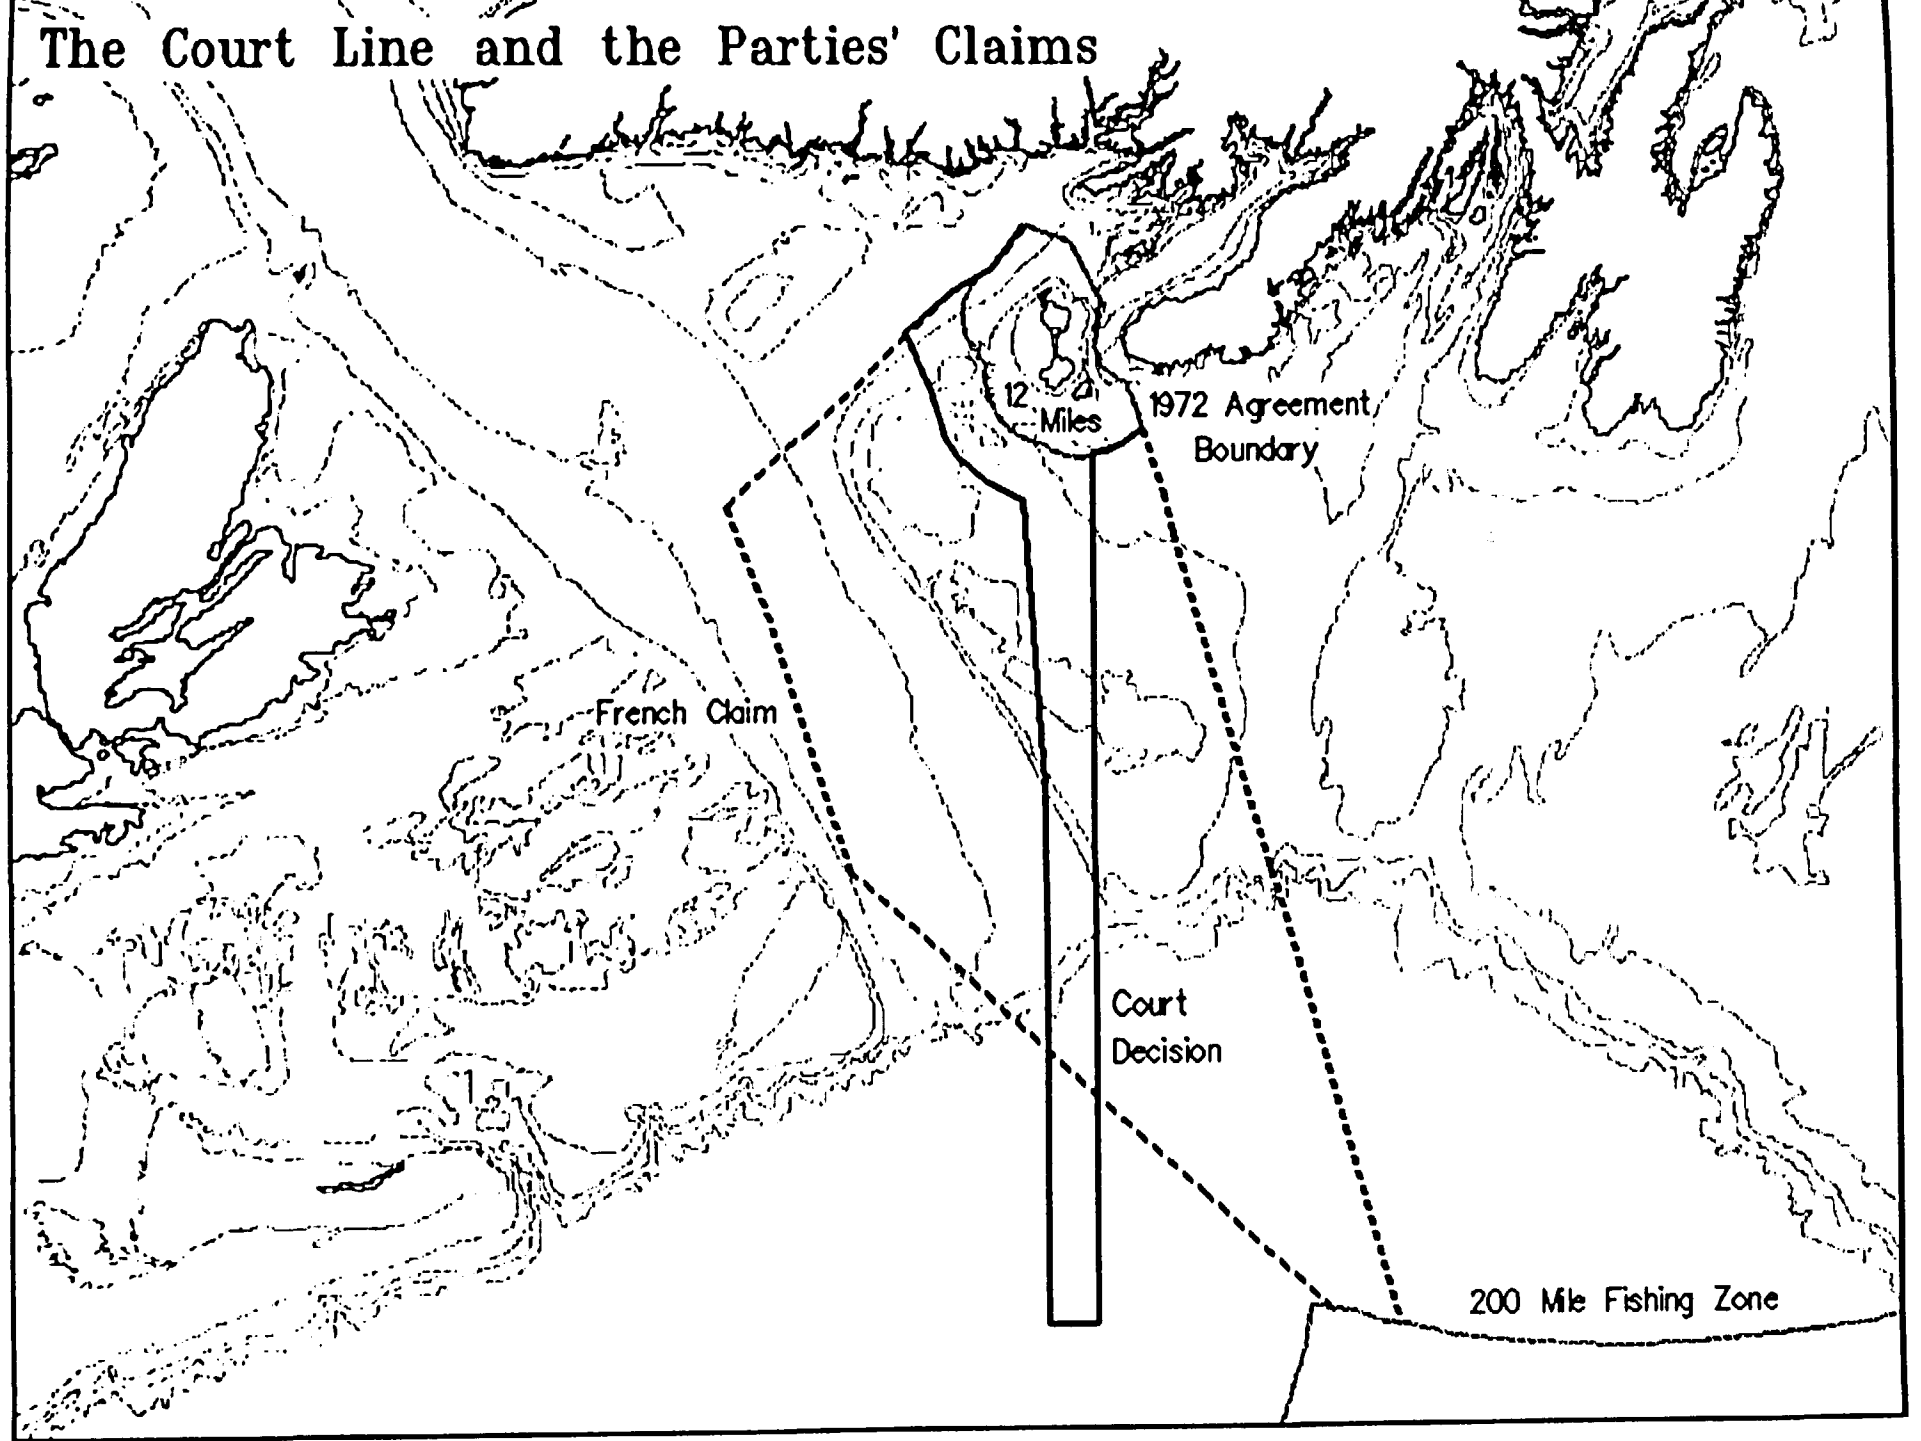 The Court Line and the Parties' Claims
12
Miles
1972 Agreement
Boundary
French Claim
Court
Decision
200 Mile Fishing Zone